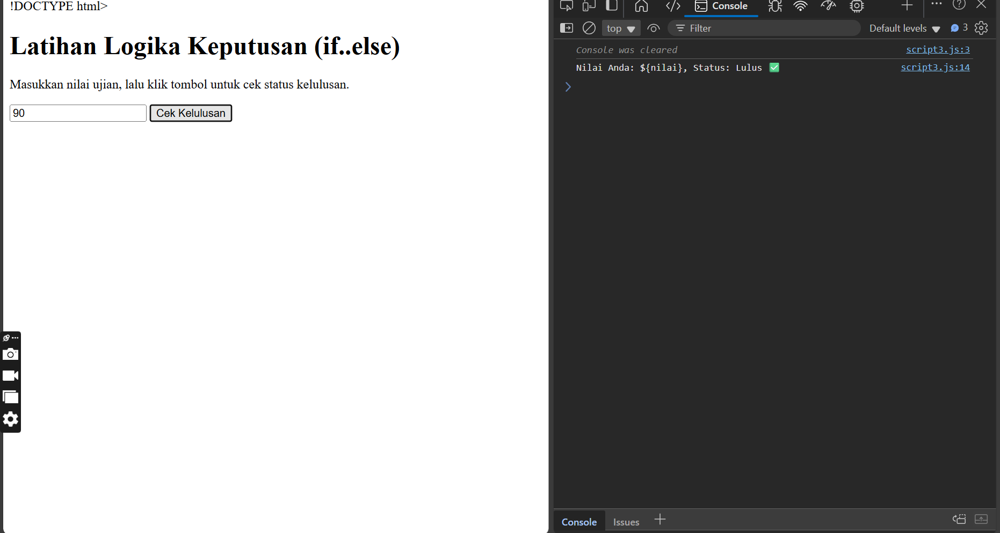 !DOCTYPE html>
Latihan Logika Keputusan (if..else)
Masukkan nilai ujian, lalu klik tombol untuk cek status kelulusan.
90 Cek Kelulusan
Console
top Filter Default levels 3
Console was cleared script3.js:3
Nilai Anda: ${nilai}, Status: Lulus ✅ script3.js:14
Console Issues